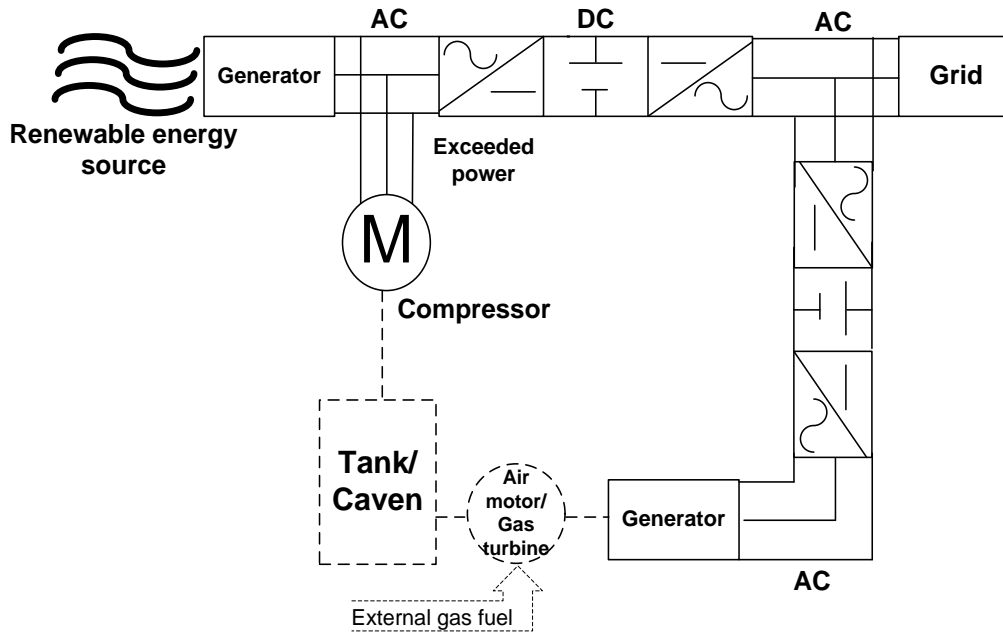 AC
DC
AC
Generator
Grid
Renewable energy
source
Exceeded
power
M
Compressor
Tank/
Caven
Air
motor/
Gas
turbine
Generator
AC
External gas fuel